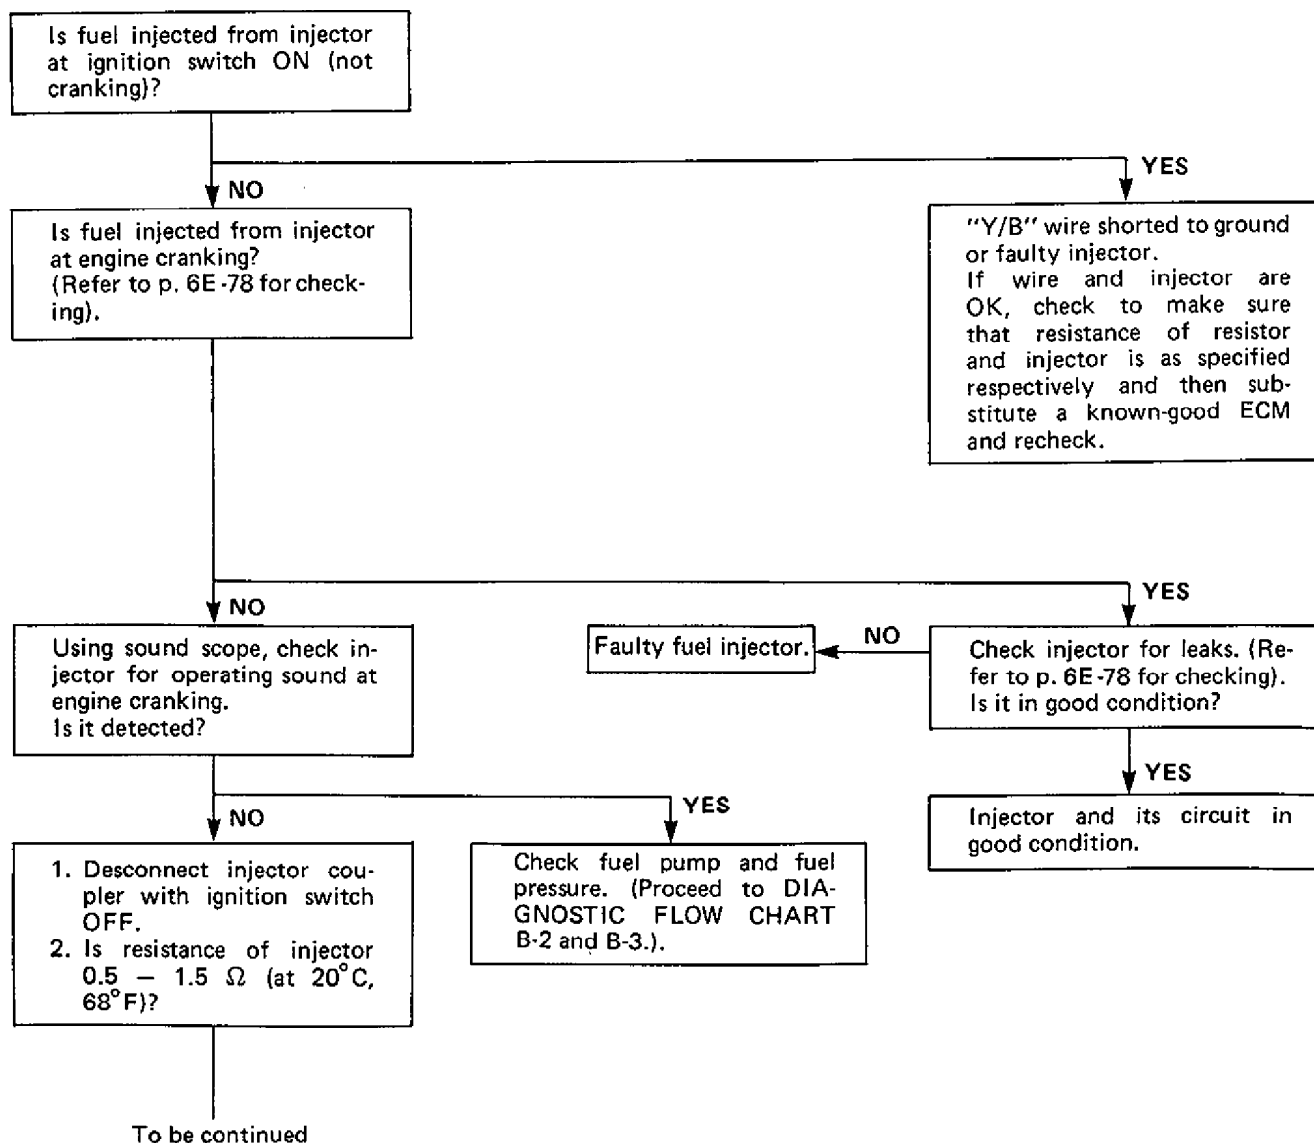 Is fuel injected from injector
at ignition switch ON (not
cranking)?
NO
YES
Is fuel injected from injector
at engine cranking?
(Refer to p. 6E-78 for check-
ing).
"Y/B" wire shorted to ground
or faulty injector.
If wire and injector are
OK, check to make sure
that resistance of resistor
and injector is as specified
respectively and then sub-
stitute a known-good ECM
and recheck.
NO
YES
Using sound scope, check in-
jector for operating sound at
engine cranking.
Is it detected?
Faulty fuel injector.
NO
Check injector for leaks. (Re-
fer to p. 6E-78 for checking).
Is it in good condition?
YES
Injector and its circuit in
good condition.
NO
YES
1. Desconnect injector cou-
pler with ignition switch
OFF.
2. Is resistance of injector
0.5 – 1.5 Ω (at 20°C,
68°F)?
Check fuel pump and fuel
pressure. (Proceed to DIA-
GNOSTIC FLOW CHART
B-2 and B-3.).
To be continued